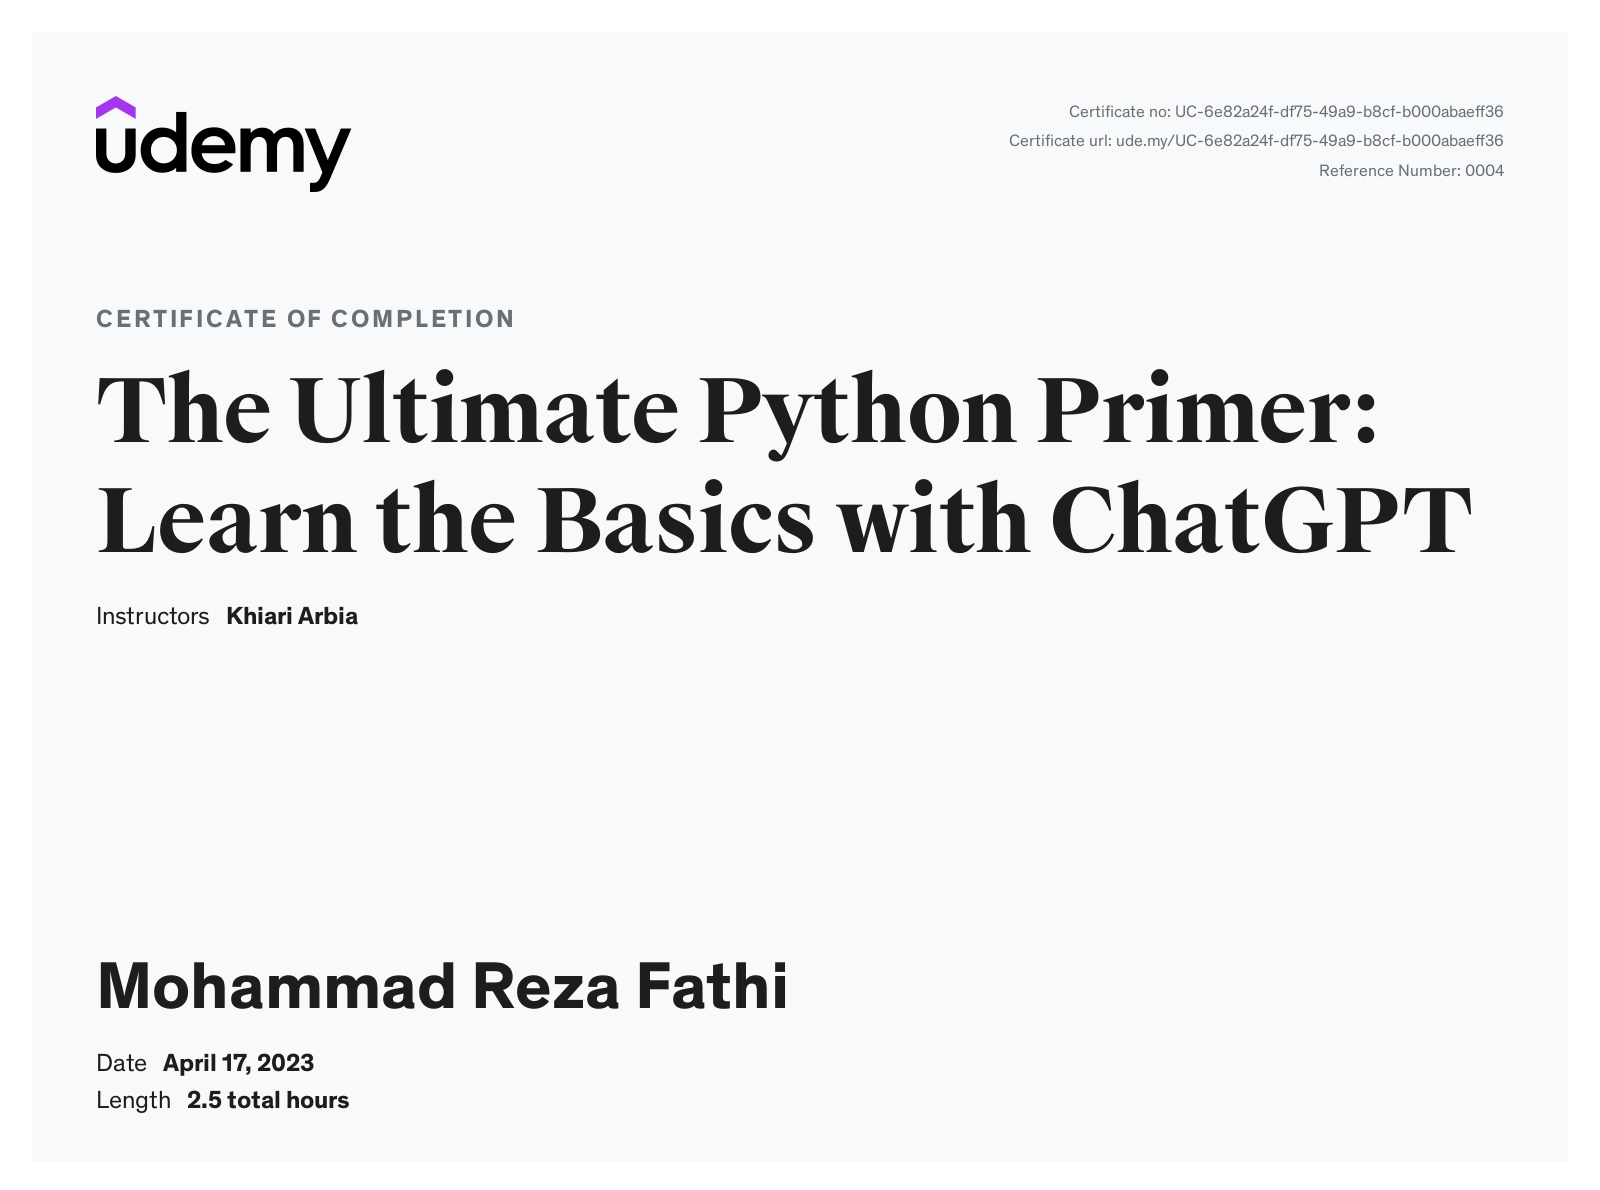 udemy
Certificate no: UC-6e82a24f-df75-49a9-b8cf-b000abaeff36
Certificate url: ude.my/UC-6e82a24f-df75-49a9-b8cf-b000abaeff36
Reference Number: 0004
CERTIFICATE OF COMPLETION
The Ultimate Python Primer:
Learn the Basics with ChatGPT
Instructors Khiari Arbia
Mohammad Reza Fathi
Date April 17, 2023
Length 2.5 total hours